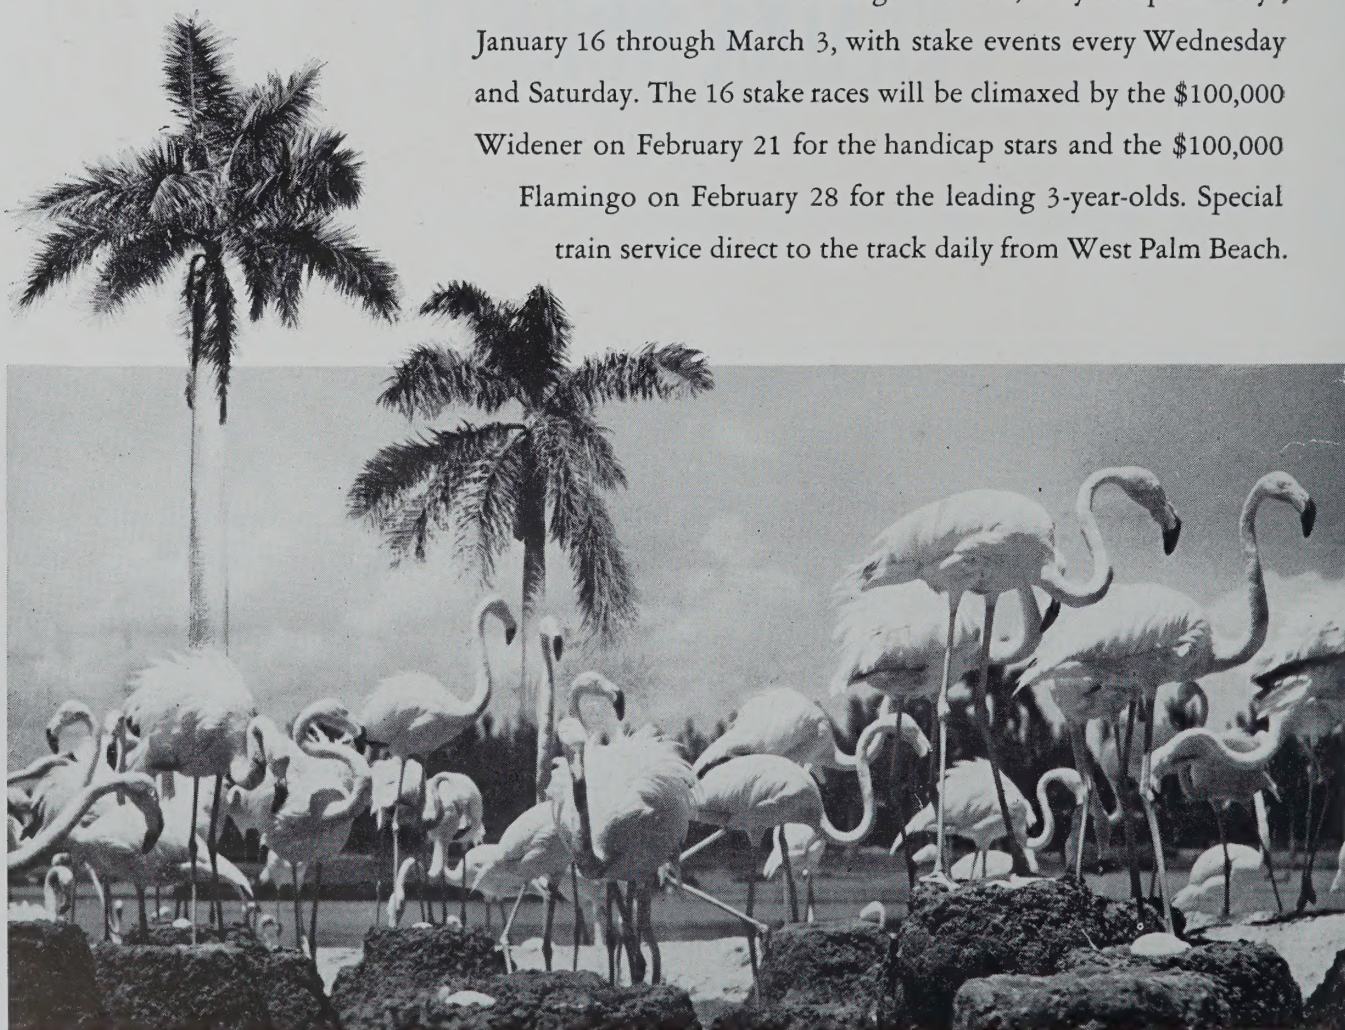 January 16 through March 3, with stake events every Wednesday
and Saturday. The 16 stake races will be climaxed by the $100,000
Widener on February 21 for the handicap stars and the $100,000
Flamingo on February 28 for the leading 3-year-olds. Special
train service direct to the track daily from West Palm Beach.